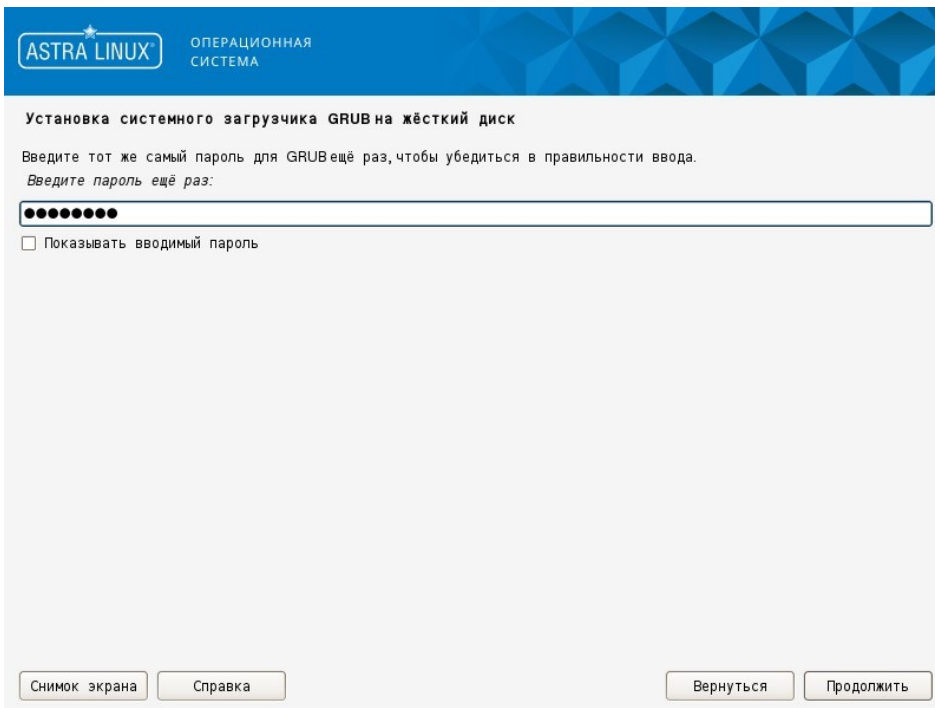 ASTRA LINUX®
ОПЕРАЦИОННАЯ
СИСТЕМА
Установка системного загрузчика GRUB на жёсткий диск
Введите тот же самый пароль для GRUB ещё раз, чтобы убедиться в правильности ввода.
Введите пароль ещё раз:
●●●●●●●●
Показывать вводимый пароль
Снимок экрана Справка Вернуться Продолжить